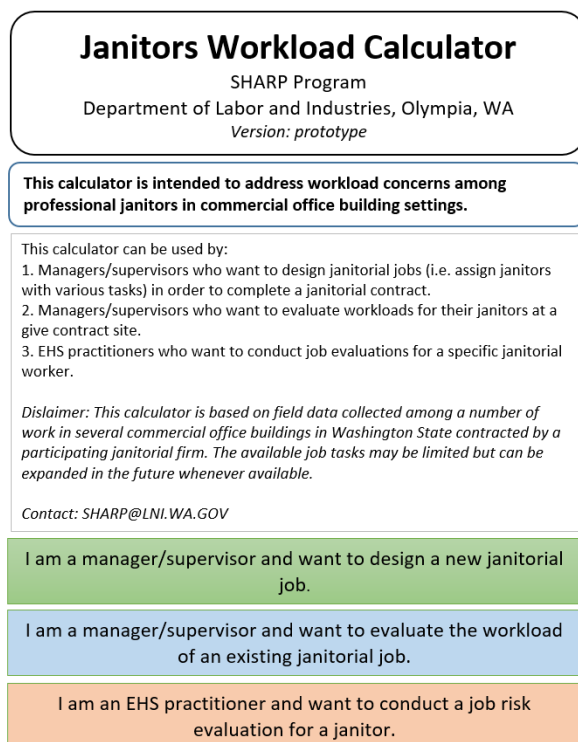 Janitors Workload Calculator
SHARP Program
Department of Labor and Industries, Olympia, WA
Version: prototype
This calculator is intended to address workload concerns among
professional janitors in commercial office building settings.
This calculator can be used by:
1. Managers/supervisors who want to design janitorial jobs (i.e. assign janitors
with various tasks) in order to complete a janitorial contract.
2. Managers/supervisors who want to evaluate workloads for their janitors at a
give contract site.
3. EHS practitioners who want to conduct job evaluations for a specific janitorial
worker.
Dislaimer: This calculator is based on field data collected among a number of
work in several commercial office buildings in Washington State contracted by a
participating janitorial firm. The available job tasks may be limited but can be
expanded in the future whenever available.
Contact: SHARP@LNI.WA.GOV
I am a manager/supervisor and want to design a new janitorial
job.
I am a manager/supervisor and want to evaluate the workload
of an existing janitorial job.
I am an EHS practitioner and want to conduct a job risk
evaluation for a janitor.